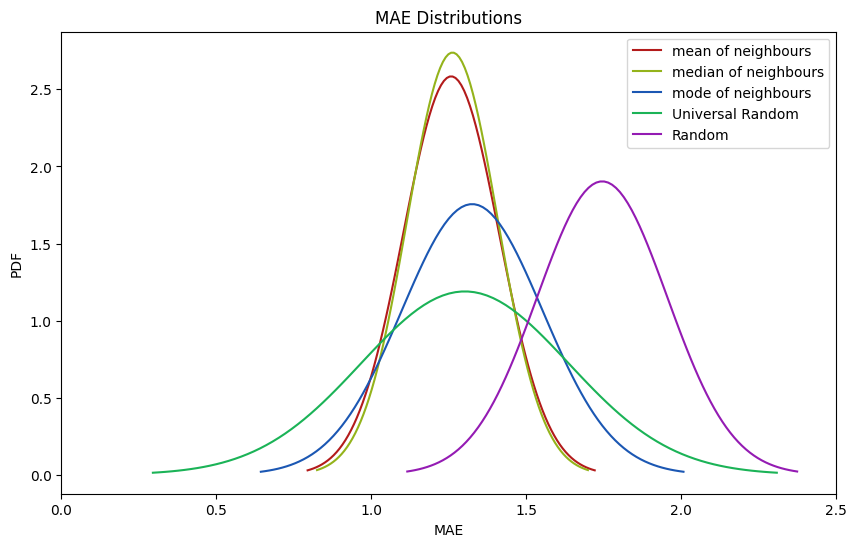 MAE Distributions
mean of neighbours
median of neighbours
mode of neighbours
Universal Random
Random
PDF
2.5
2.0
1.5
1.0
0.5
0.0
0.0 0.5 1.0 1.5 2.0 2.5
MAE